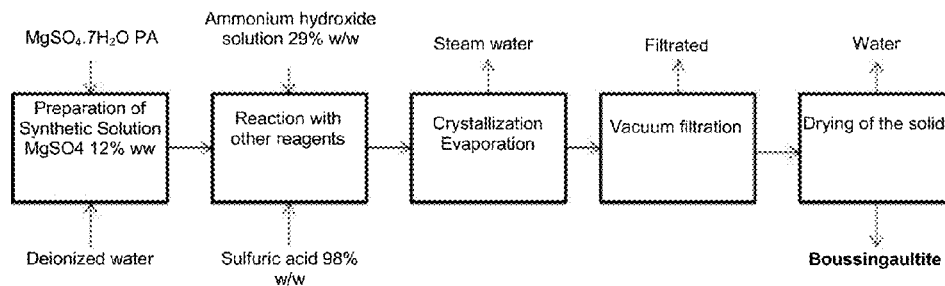 MgSO₄.7H₂O PA
Ammonium hydroxide
solution 29% w/w
Steam water
Filtrated
Water
Preparation of
Synthetic Solution
MgSO4 12% ww
Reaction with
other reagents
Crystallization
Evaporation
Vacuum filtration
Drying of the solid
Deionized water
Sulfuric acid 98%
w/w
Boussingaultite